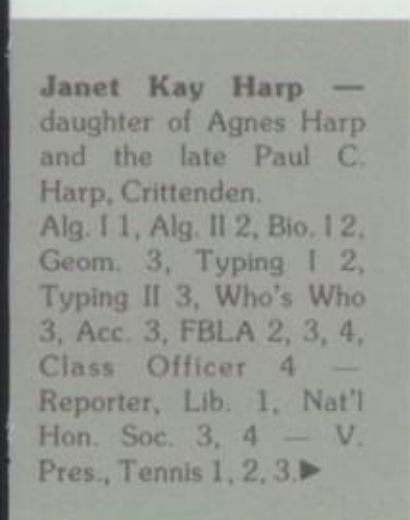 Janet Kay Harp —
daughter of Agnes Harp
and the late Paul C.
Harp, Crittenden.
Alg. I 1, Alg. II 2, Bio. I 2,
Geom. 3, Typing I 2,
Typing II 3, Who's Who
3, Acc. 3, FBLA 2, 3, 4,
Class Officer 4 —
Reporter, Lib. 1, Nat'l
Hon. Soc. 3, 4 — V.
Pres., Tennis 1, 2, 3.▶